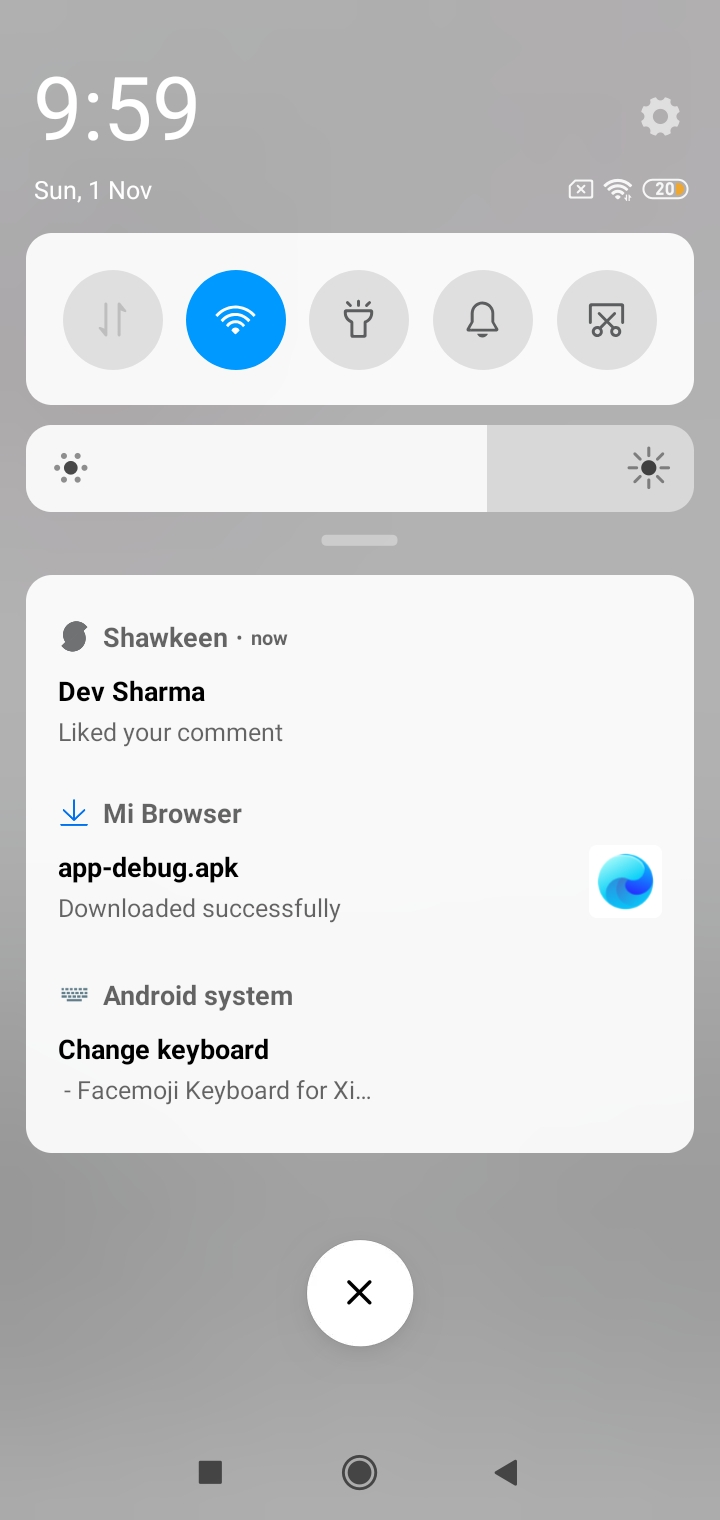 9:59
Sun, 1 Nov
20
Shawkeen · now
Dev Sharma
Liked your comment
Mi Browser
app-debug.apk
Downloaded successfully
Android system
Change keyboard
- Facemoji Keyboard for Xi...